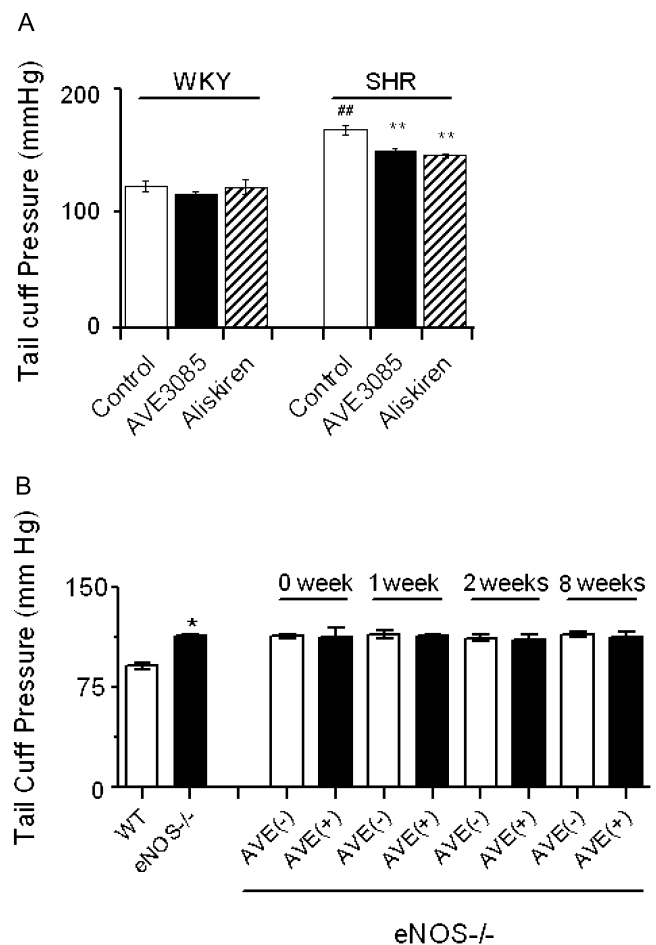 A
Tail cuff Pressure (mmHg)
200
100
0
WKY
SHR
##
**
**
Control
AVE3085
Aliskiren
Control
AVE3085
Aliskiren
B
Tail Cuff Pressure (mm Hg)
150
75
0
*
0 week
1 week
2 weeks
8 weeks
WT
eNOS-/-
AVE(-)
AVE(+)
AVE(-)
AVE(+)
AVE(-)
AVE(+)
AVE(-)
AVE(+)
eNOS-/-